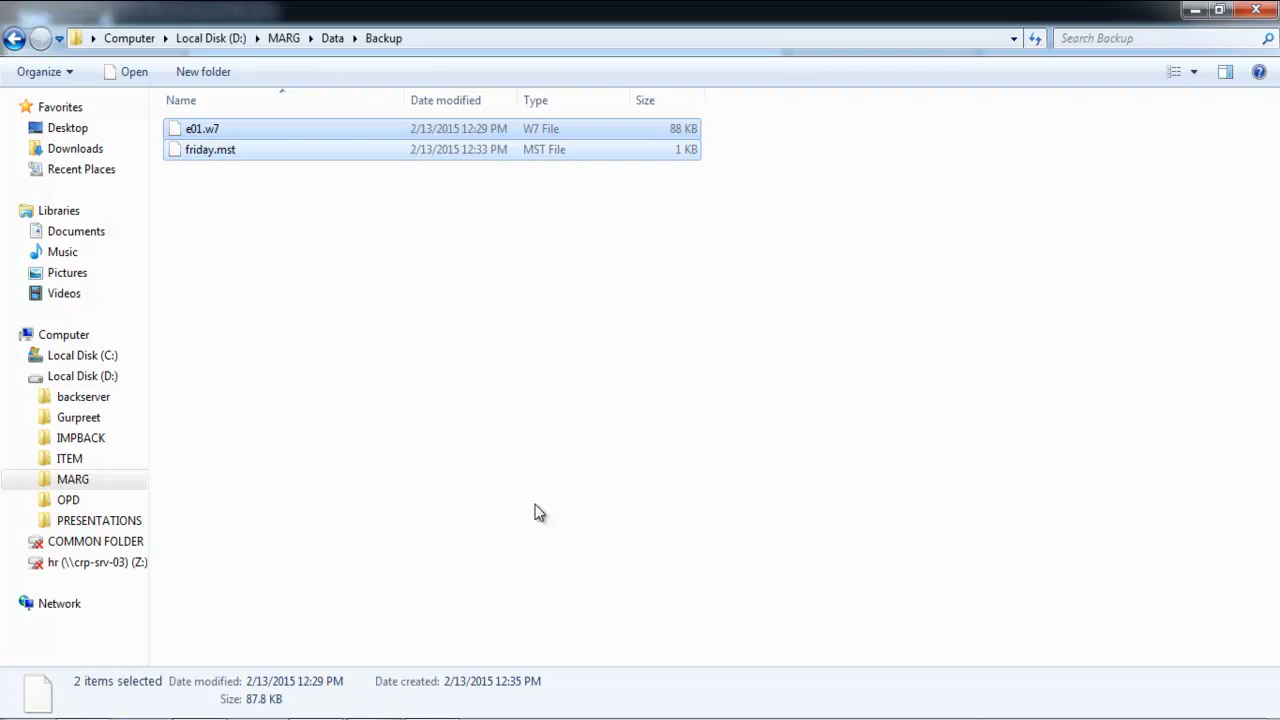 Computer Local Disk (D:) MARG Data Backup Search Backup
Organize Open New folder
Name Date modified Type Size
e01.w7 2/13/2015 12:29 PM W7 File 88 KB
friday.mst 2/13/2015 12:33 PM MST File 1 KB
Favorites
Desktop
Downloads
Recent Places
Libraries
Documents
Music
Pictures
Videos
Computer
Local Disk (C:)
Local Disk (D:)
backserver
Gurpreet
IMPBACK
ITEM
MARG
OPD
PRESENTATIONS
COMMON FOLDER
hr (\\crp-srv-03) (Z:)
Network
2 items selected Date modified: 2/13/2015 12:29 PM Date created: 2/13/2015 12:35 PM
Size: 87.8 KB